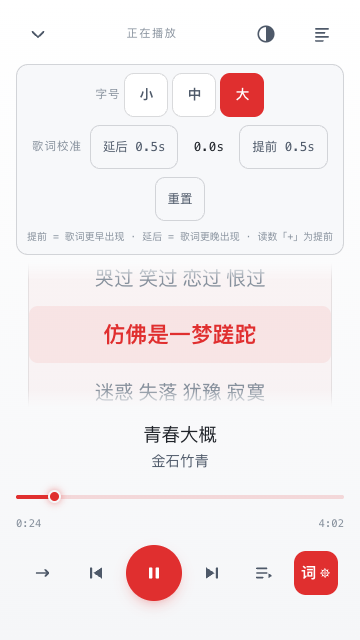 正在播放
字号 小 中 大
歌词校准 延后 0.5s 0.0s 提前 0.5s
重置
提前 = 歌词更早出现 · 延后 = 歌词更晚出现 · 读数「+」为提前
哭过 笑过 恋过 恨过
仿佛是一梦蹉跎
迷惑 失落 犹豫 寂寞
青春大概
金石竹青
0:24 4:02
词